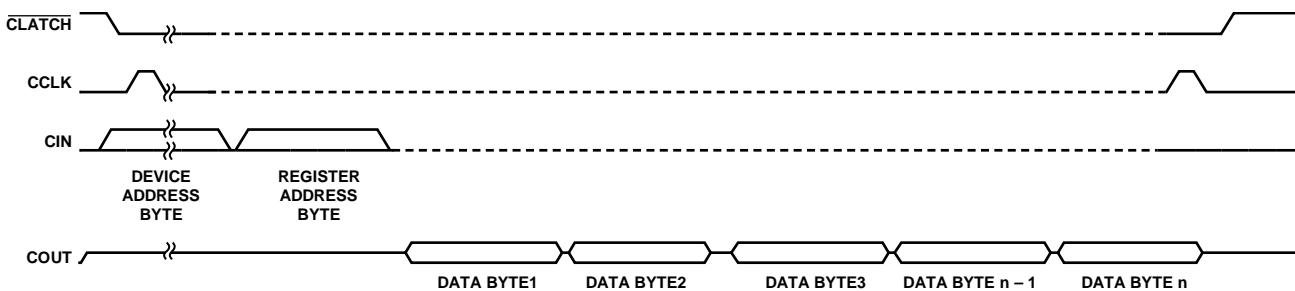 CLATCH
CCLK
CIN
DEVICE
ADDRESS
BYTE
REGISTER
ADDRESS
BYTE
COUT
DATA BYTE1
DATA BYTE2
DATA BYTE3
DATA BYTE n – 1
DATA BYTE n